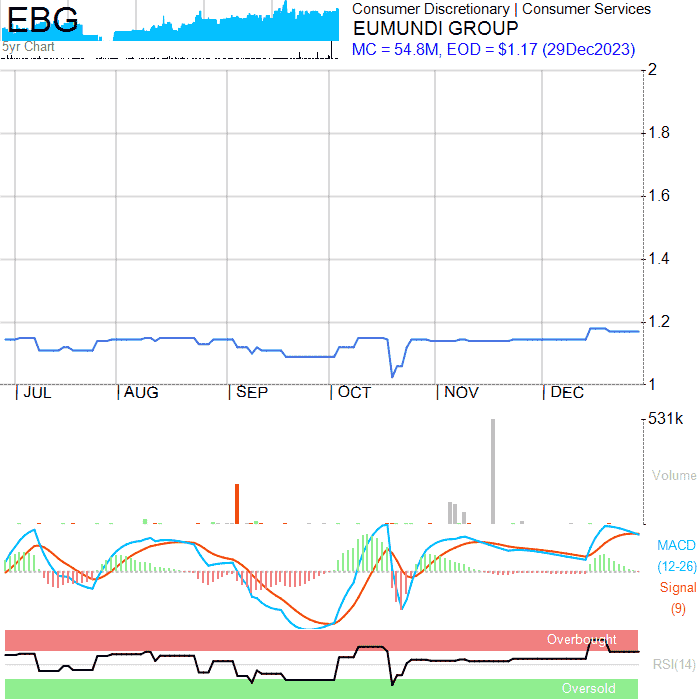 EBG
5yr Chart
Consumer Discretionary | Consumer Services
EUMUNDI GROUP
MC = 54.8M, EOD = $1.17 (29Dec2023)
2
1.8
1.6
1.4
1.2
1
JUL AUG SEP OCT NOV DEC
531k
Volume
MACD
(12-26)
Signal
(9)
Overbought
RSI(14)
Oversold